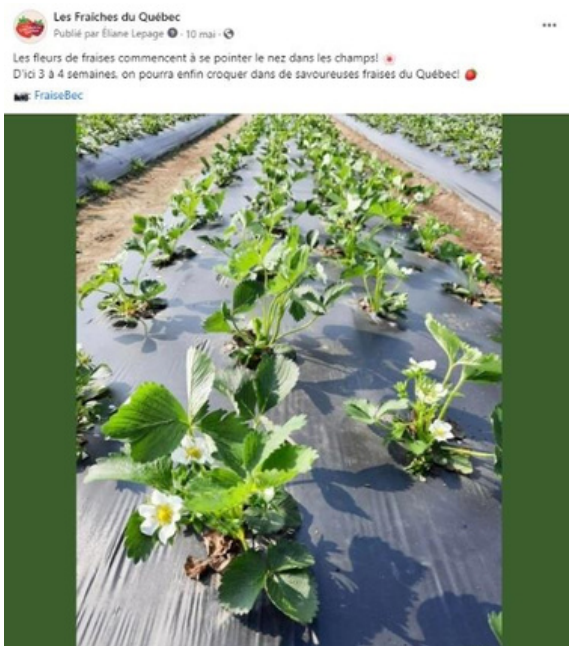 Les Fraîches du Québec
Publié par Éliane Lepage · 10 mai ·
Les fleurs de fraises commencent à se pointer le nez dans les champs!
D'ici 3 à 4 semaines, on pourra enfin croquer dans de savoureuses fraises du Québec!
: FraiseBec